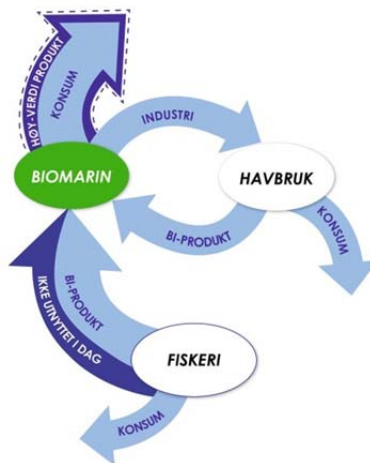 HØY-VERDI PRODUKT
KONSUM
INDUSTRI
BIOMARIN
HAVBRUK
KONSUM
BI-PRODUKT
BI-PRODUKT
IKKE UTNYTTET I DAG
FISKERI
KONSUM